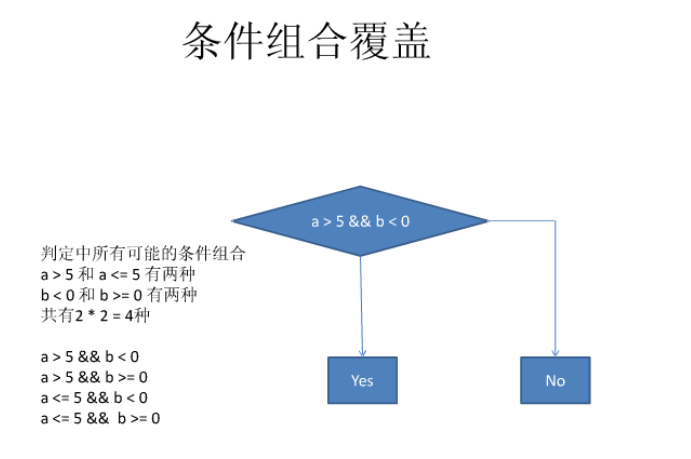 条件组合覆盖
a > 5 && b < 0
判定中所有可能的条件组合
a > 5 和 a <= 5 有两种
b < 0 和 b >= 0 有两种
共有2 * 2 = 4种
a > 5 && b < 0
a > 5 && b >= 0
a <= 5 && b < 0
a <= 5 && b >= 0
Yes
No